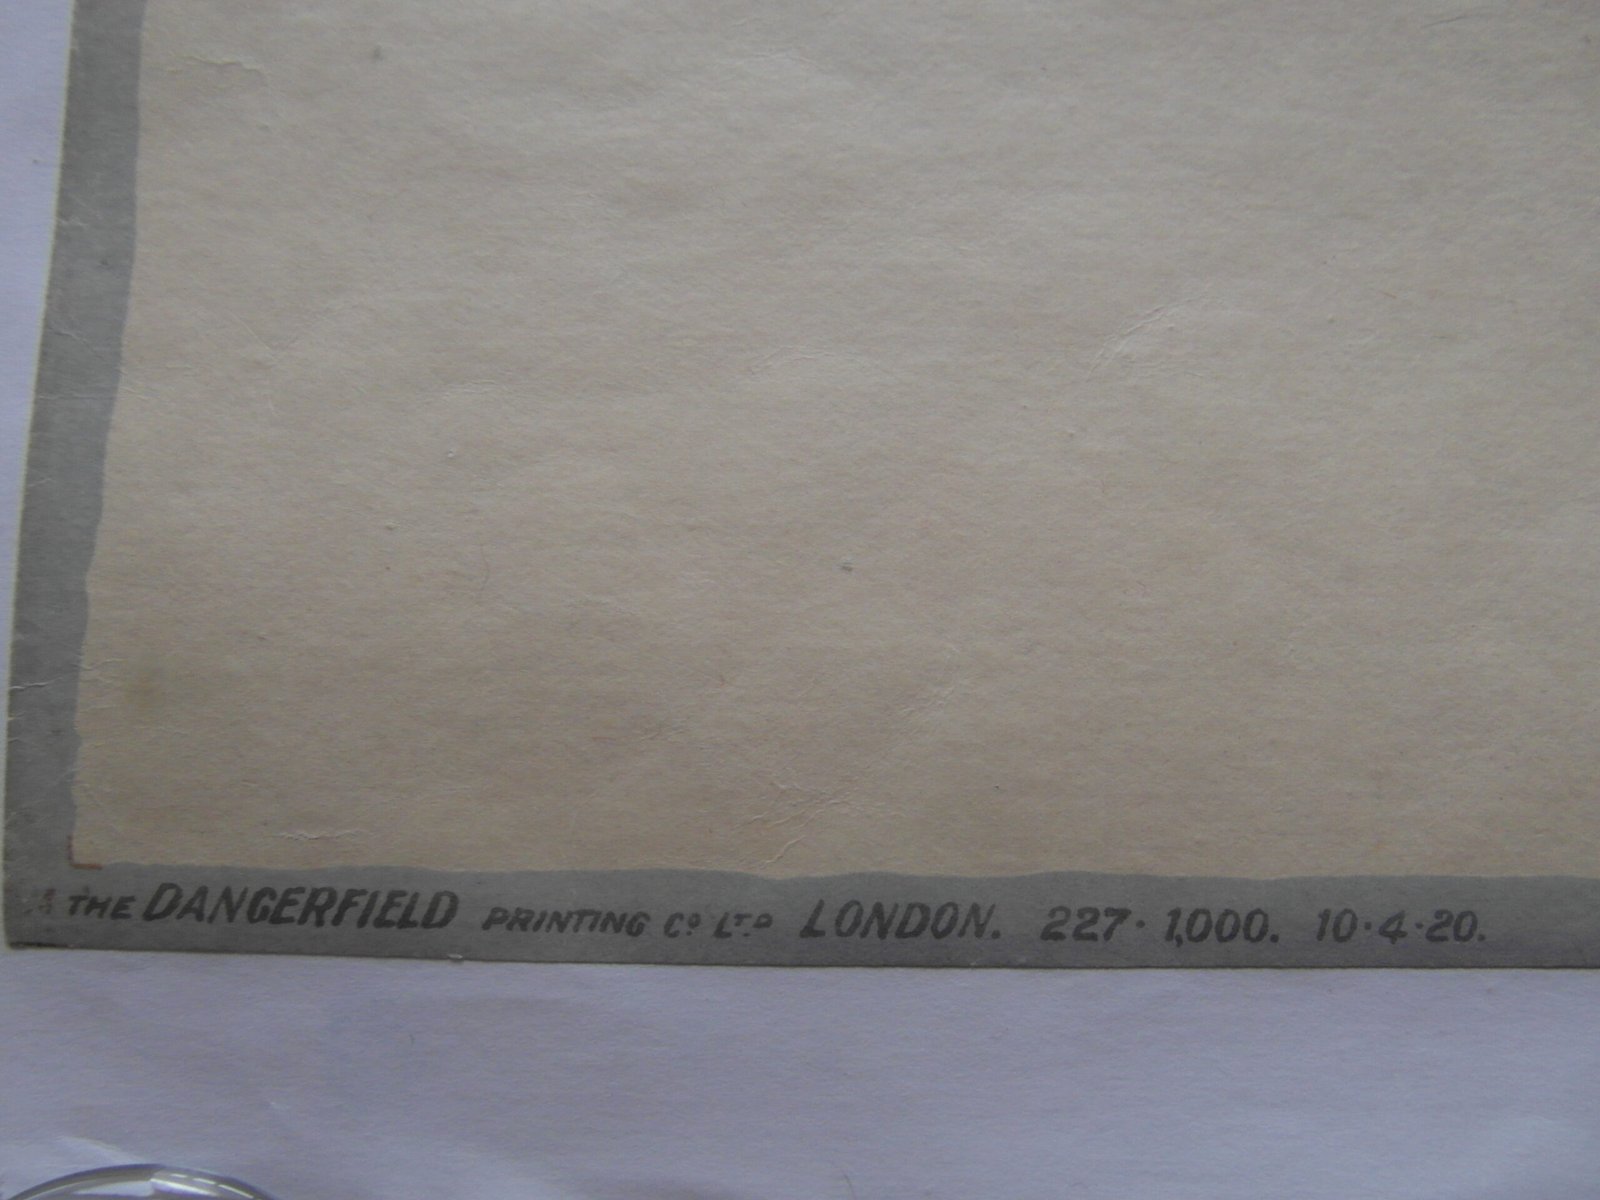 THE DANGERFIELD PRINTING Cº LTD LONDON. 227·1,000. 10·4·20.